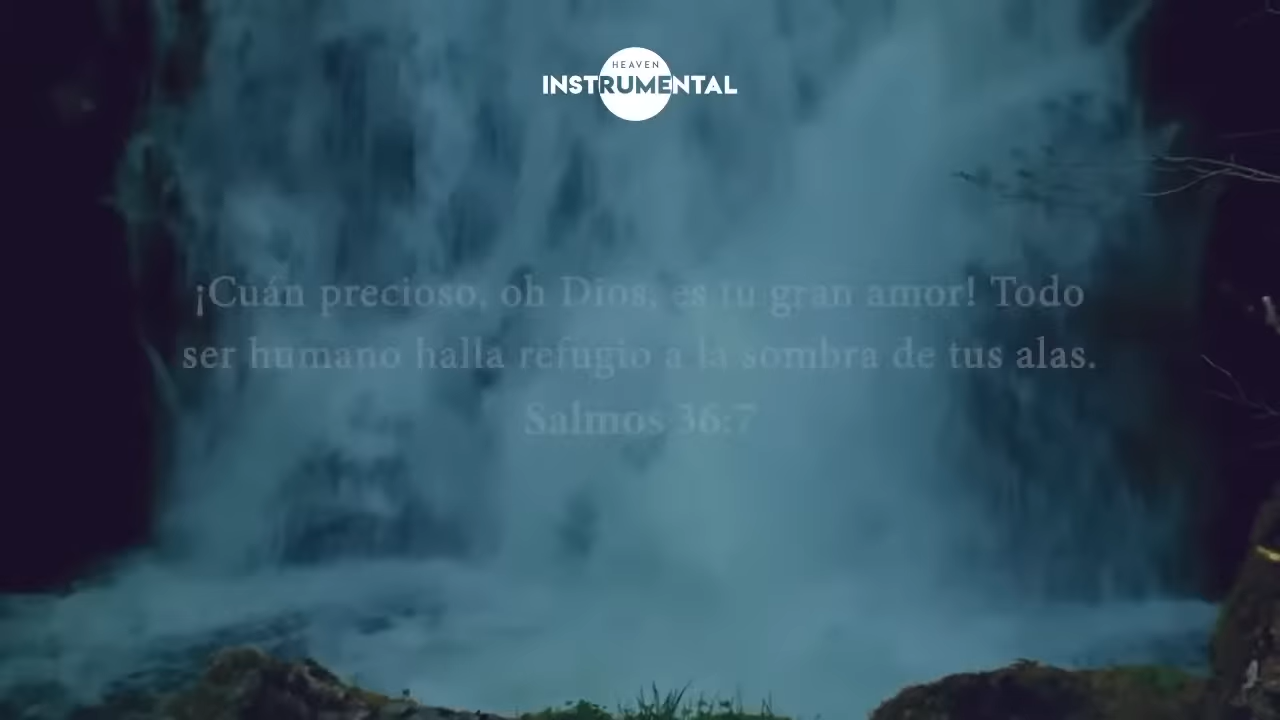 HEAVEN
INSTRUMENTAL
¡Cuán precioso, oh Dios, es tu gran amor! Todo
ser humano halla refugio a la sombra de tus alas.
Salmos 36:7